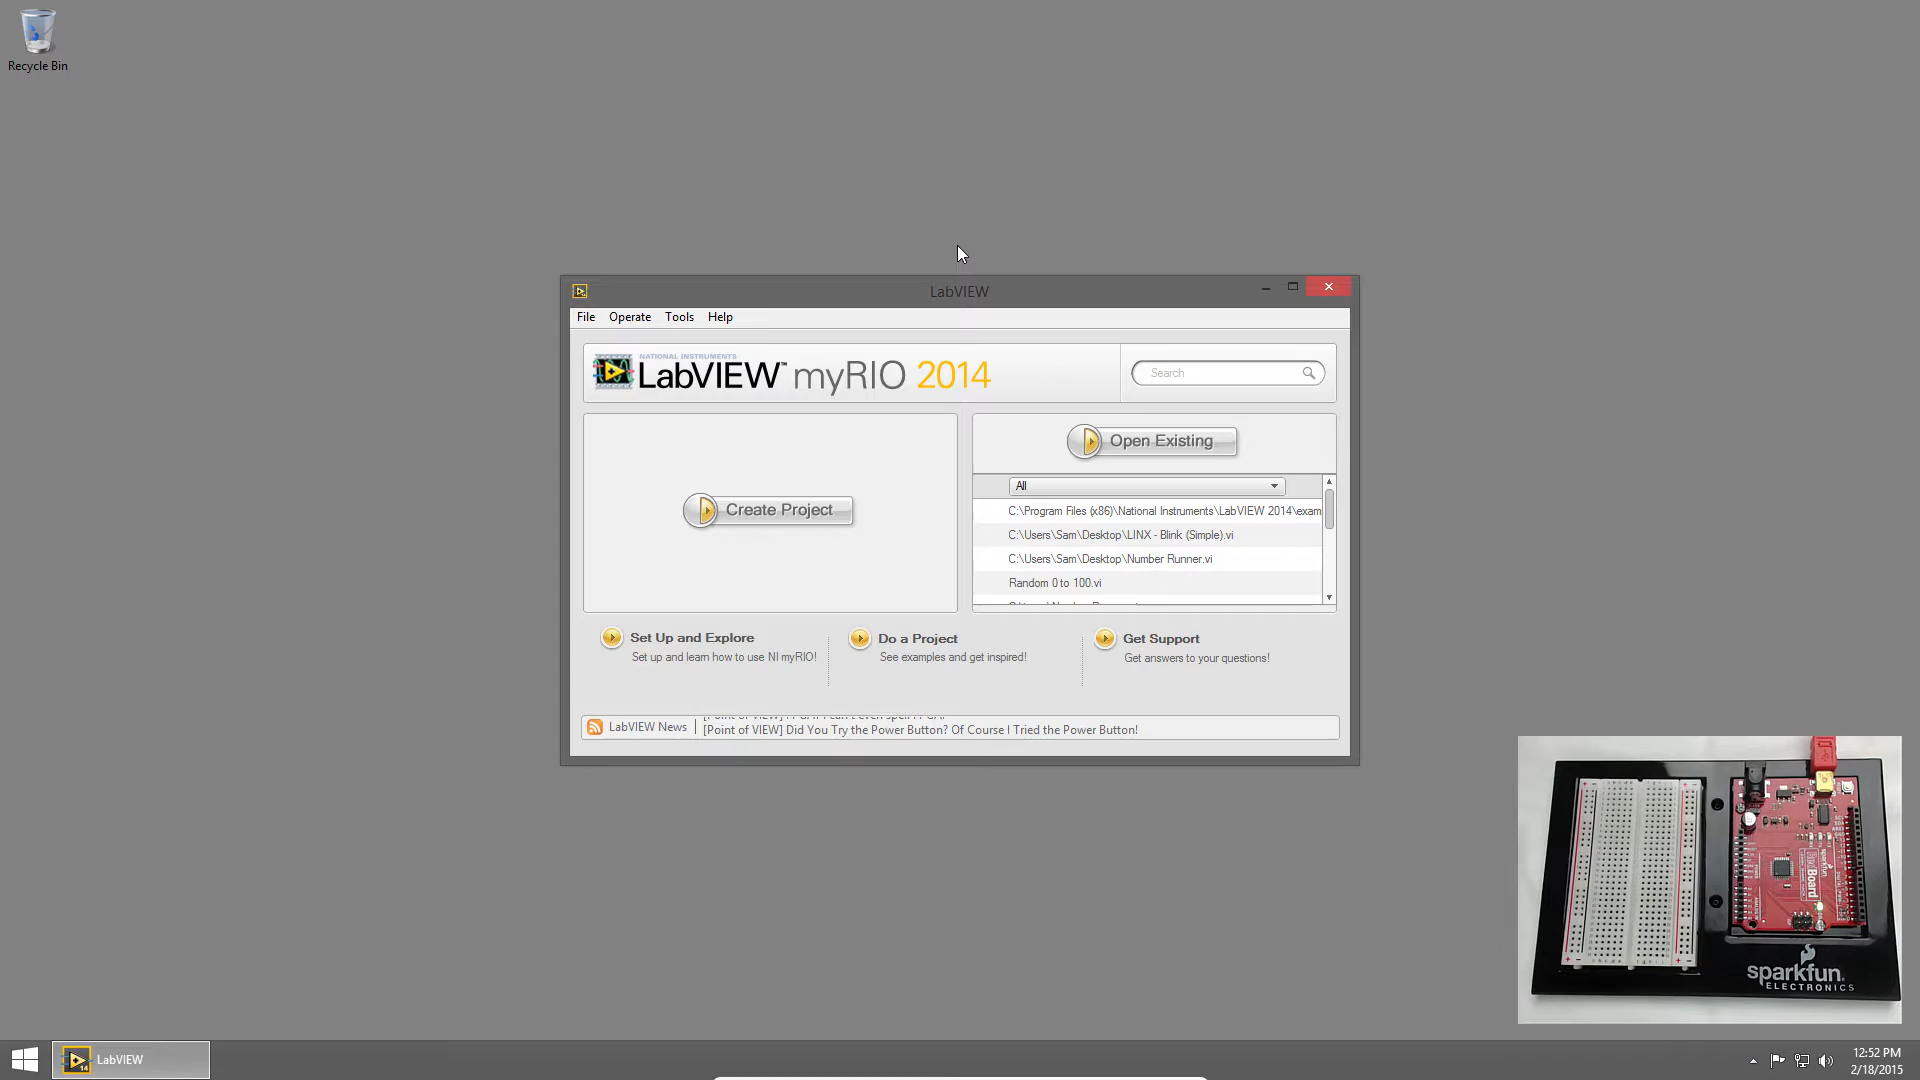 Recycle Bin
LabVIEW
File Operate Tools Help
NATIONAL INSTRUMENTS
LabVIEW™ myRIO 2014
Search
Create Project
Open Existing
All
C:\Program Files (x86)\National Instruments\LabVIEW 2014\exam
C:\Users\Sam\Desktop\LINX - Blink (Simple).vi
C:\Users\Sam\Desktop\Number Runner.vi
Random 0 to 100.vi
Set Up and Explore
Set up and learn how to use NI myRIO!
Do a Project
See examples and get inspired!
Get Support
Get answers to your questions!
LabVIEW News
[Point of VIEW] Did You Try the Power Button? Of Course I Tried the Power Button!
RedBoard
sparkfun
ELECTRONICS
LabVIEW
12:52 PM
2/18/2015